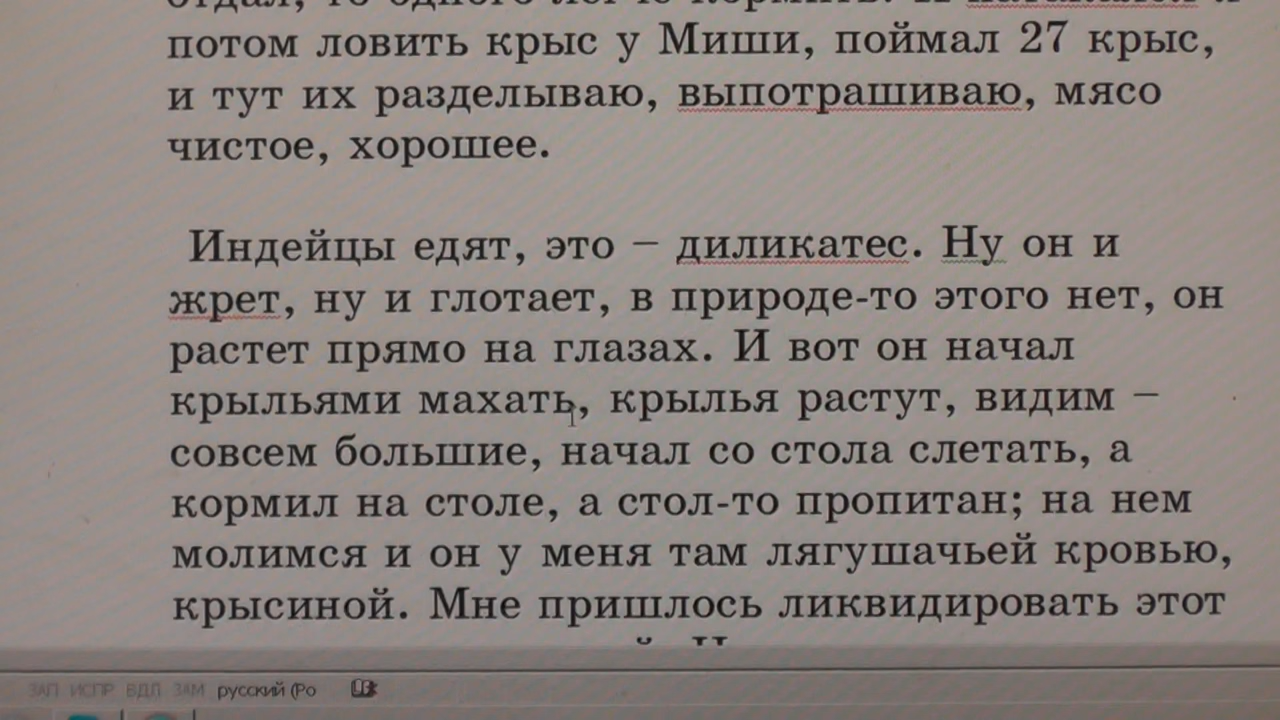 потом ловить крыс у Миши, поймал 27 крыс,
и тут их разделываю, выпотрашиваю, мясо
чистое, хорошее.
Индейцы едят, это – диликатес. Ну он и
жрет, ну и глотает, в природе-то этого нет, он
растет прямо на глазах. И вот он начал
крыльями махать, крылья растут, видим –
совсем большие, начал со стола слетать, а
кормил на столе, а стол-то пропитан; на нем
молимся и он у меня там лягушачьей кровью,
крысиной. Мне пришлось ликвидировать этот
ЗАП ИСПР ВДЛ ЗАМ русский (Ро